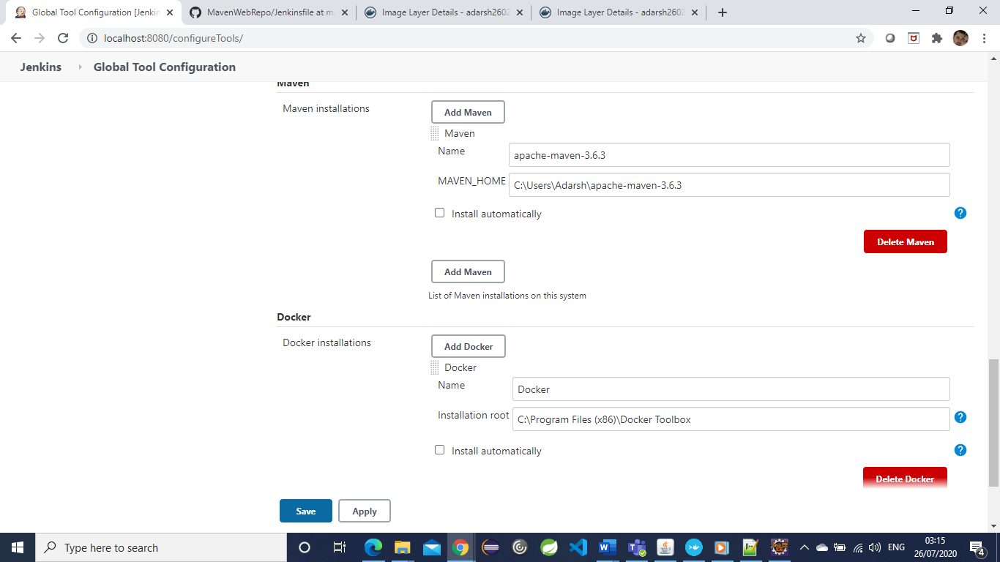 Global Tool Configuration [Jenkin
MavenWebRepo/Jenkinsfile at m
Image Layer Details - adarsh2602
Image Layer Details - adarsh2602
localhost:8080/configureTools/
Jenkins
Global Tool Configuration
Maven
Maven installations
Add Maven
Maven
Name
apache-maven-3.6.3
MAVEN_HOME
C:\Users\Adarsh\apache-maven-3.6.3
Install automatically
?
Delete Maven
Add Maven
List of Maven installations on this system
Docker
Docker installations
Add Docker
Docker
Name
Docker
Installation root
C:\Program Files (x86)\Docker Toolbox
?
Install automatically
?
Delete Docker
Save
Apply
Type here to search
ENG
03:15
26/07/2020
4